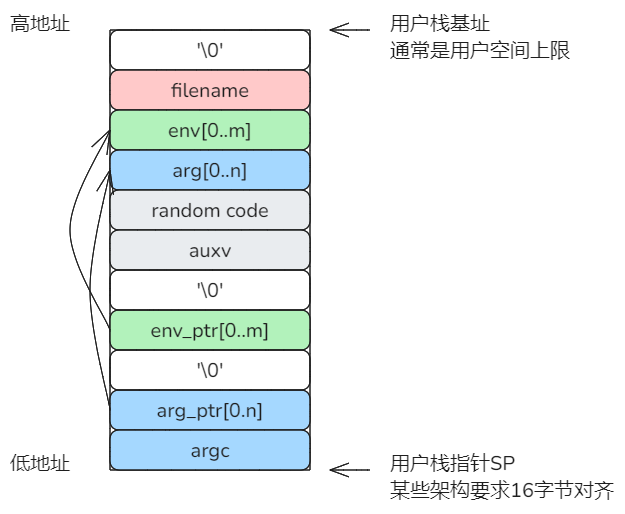 高地址
用户栈基址
通常是用户空间上限
'\0'
filename
env[0..m]
arg[0..n]
random code
auxv
'\0'
env_ptr[0..m]
'\0'
arg_ptr[0.n]
argc
低地址
用户栈指针SP
某些架构要求16字节对齐